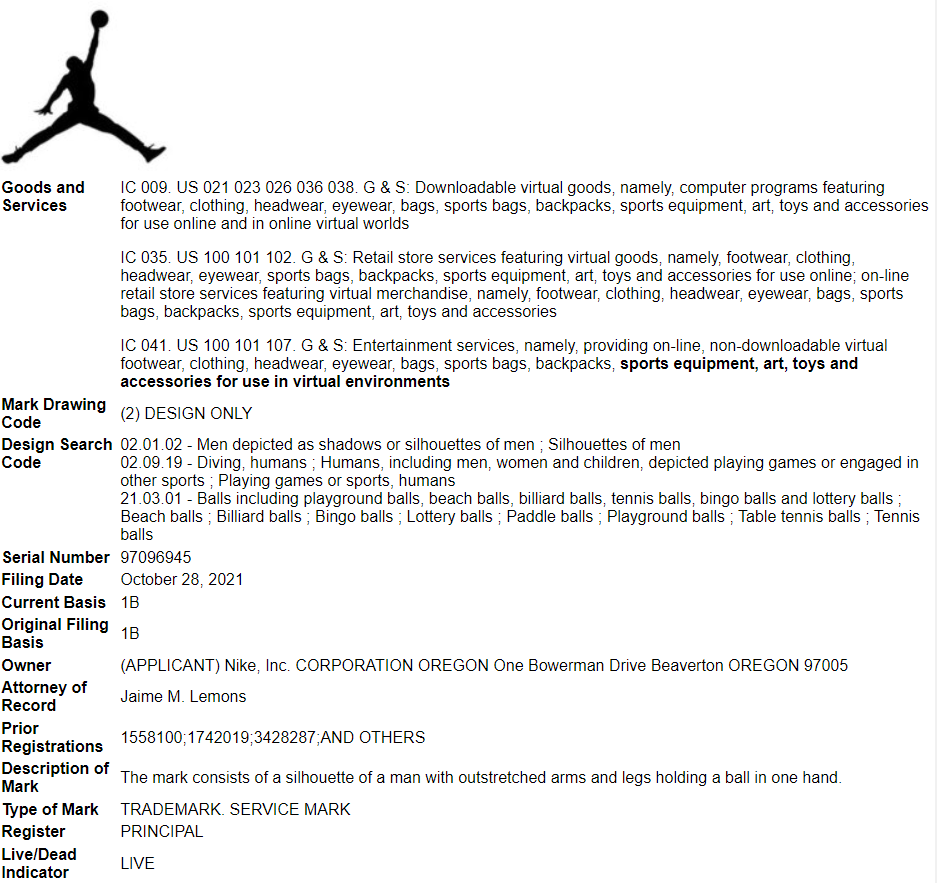 Goods and Services
IC 009. US 021 023 026 036 038. G & S: Downloadable virtual goods, namely, computer programs featuring
footwear, clothing, headwear, eyewear, bags, sports bags, backpacks, sports equipment, art, toys and accessories
for use online and in online virtual worlds
IC 035. US 100 101 102. G & S: Retail store services featuring virtual goods, namely, footwear, clothing,
headwear, eyewear, sports bags, backpacks, sports equipment, art, toys and accessories for use online; on-line
retail store services featuring virtual merchandise, namely, footwear, clothing, headwear, eyewear, bags, sports
bags, backpacks, sports equipment, art, toys and accessories
IC 041. US 100 101 107. G & S: Entertainment services, namely, providing on-line, non-downloadable virtual
footwear, clothing, headwear, eyewear, bags, sports bags, backpacks, sports equipment, art, toys and
accessories for use in virtual environments
Mark Drawing
Code
(2) DESIGN ONLY
Design Search
Code
02.01.02 - Men depicted as shadows or silhouettes of men ; Silhouettes of men
02.09.19 - Diving, humans ; Humans, including men, women and children, depicted playing games or engaged in
other sports ; Playing games or sports, humans
21.03.01 - Balls including playground balls, beach balls, billiard balls, tennis balls, bingo balls and lottery balls ;
Beach balls ; Billiard balls ; Bingo balls ; Lottery balls ; Paddle balls ; Playground balls ; Table tennis balls ; Tennis
balls
Serial Number 97096945
Filing Date October 28, 2021
Current Basis 1B
Original Filing
Basis
1B
Owner (APPLICANT) Nike, Inc. CORPORATION OREGON One Bowerman Drive Beaverton OREGON 97005
Attorney of
Record
Jaime M. Lemons
Prior
Registrations
1558100;1742019;3428287;AND OTHERS
Description of
Mark
The mark consists of a silhouette of a man with outstretched arms and legs holding a ball in one hand.
Type of Mark TRADEMARK. SERVICE MARK
Register PRINCIPAL
Live/Dead
Indicator
LIVE